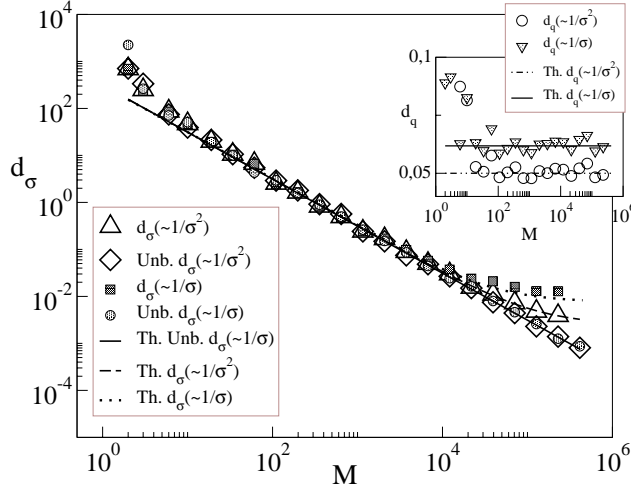 10^4
10^2
10^0
10^-2
10^-4
d_σ
10^0
10^2
10^4
10^6
M
d_σ(~1/σ^2)
Unb. d_σ(~1/σ^2)
d_σ(~1/σ)
Unb. d_σ(~1/σ)
Th. Unb. d_σ(~1/σ)
Th. d_σ(~1/σ^2)
Th. d_σ(~1/σ)
0,1
0,05
d_q
10^0
10^2
10^4
M
d_q(~1/σ^2)
d_q(~1/σ)
Th. d_q(~1/σ^2)
Th. d_q(~1/σ)